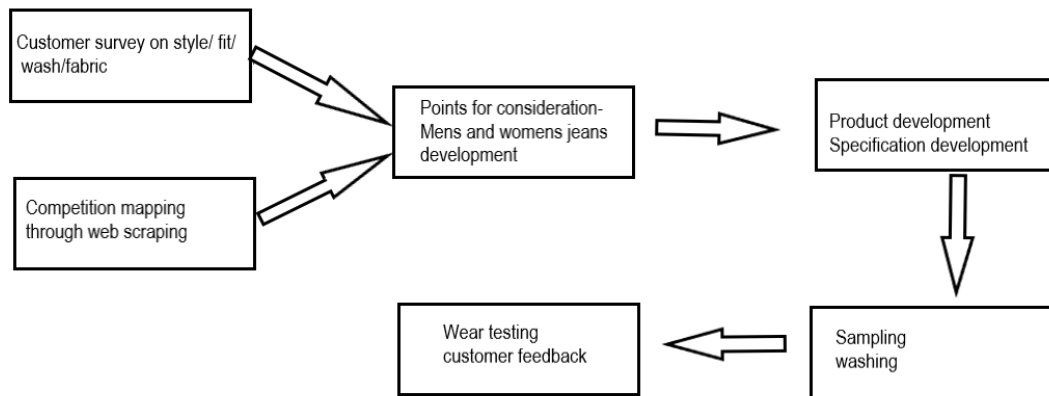 Customer survey on style/ fit/
wash/fabric
Competition mapping
through web scraping
Points for consideration-
Mens and womens jeans
development
Product development
Specification development
Sampling
washing
Wear testing
customer feedback